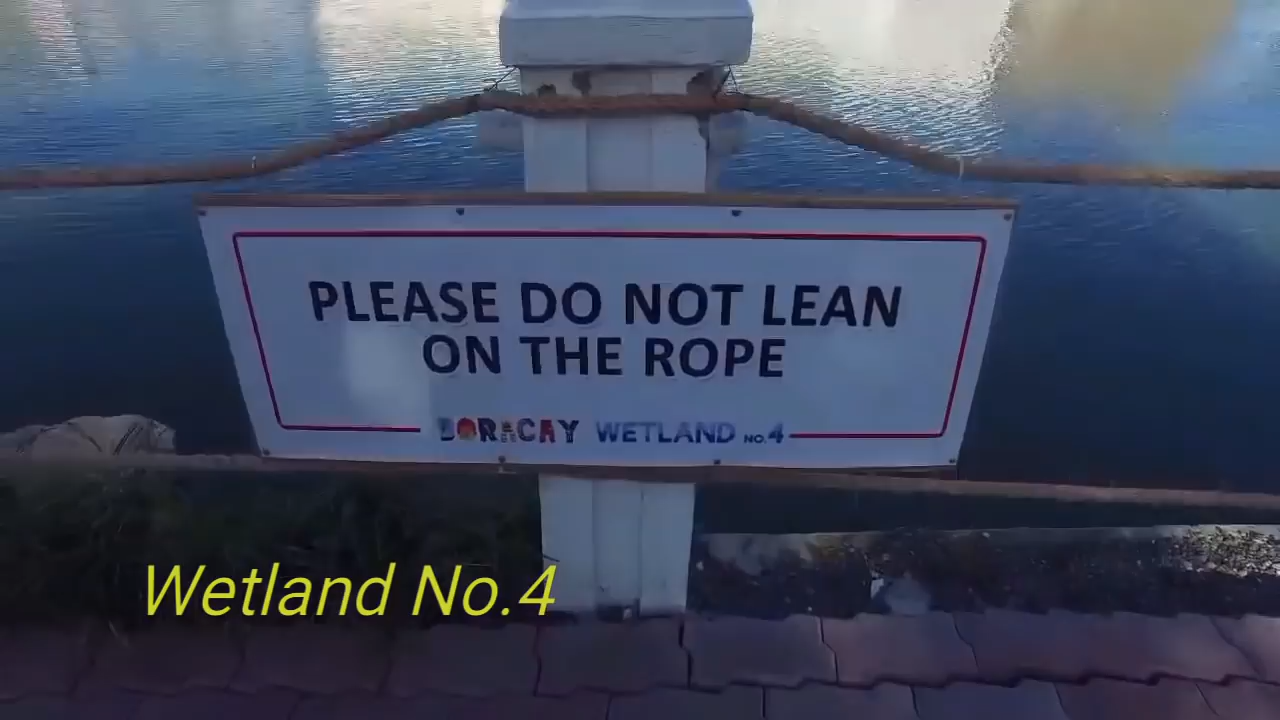 PLEASE DO NOT LEAN
ON THE ROPE
BORACAY WETLAND NO.4
Wetland No.4